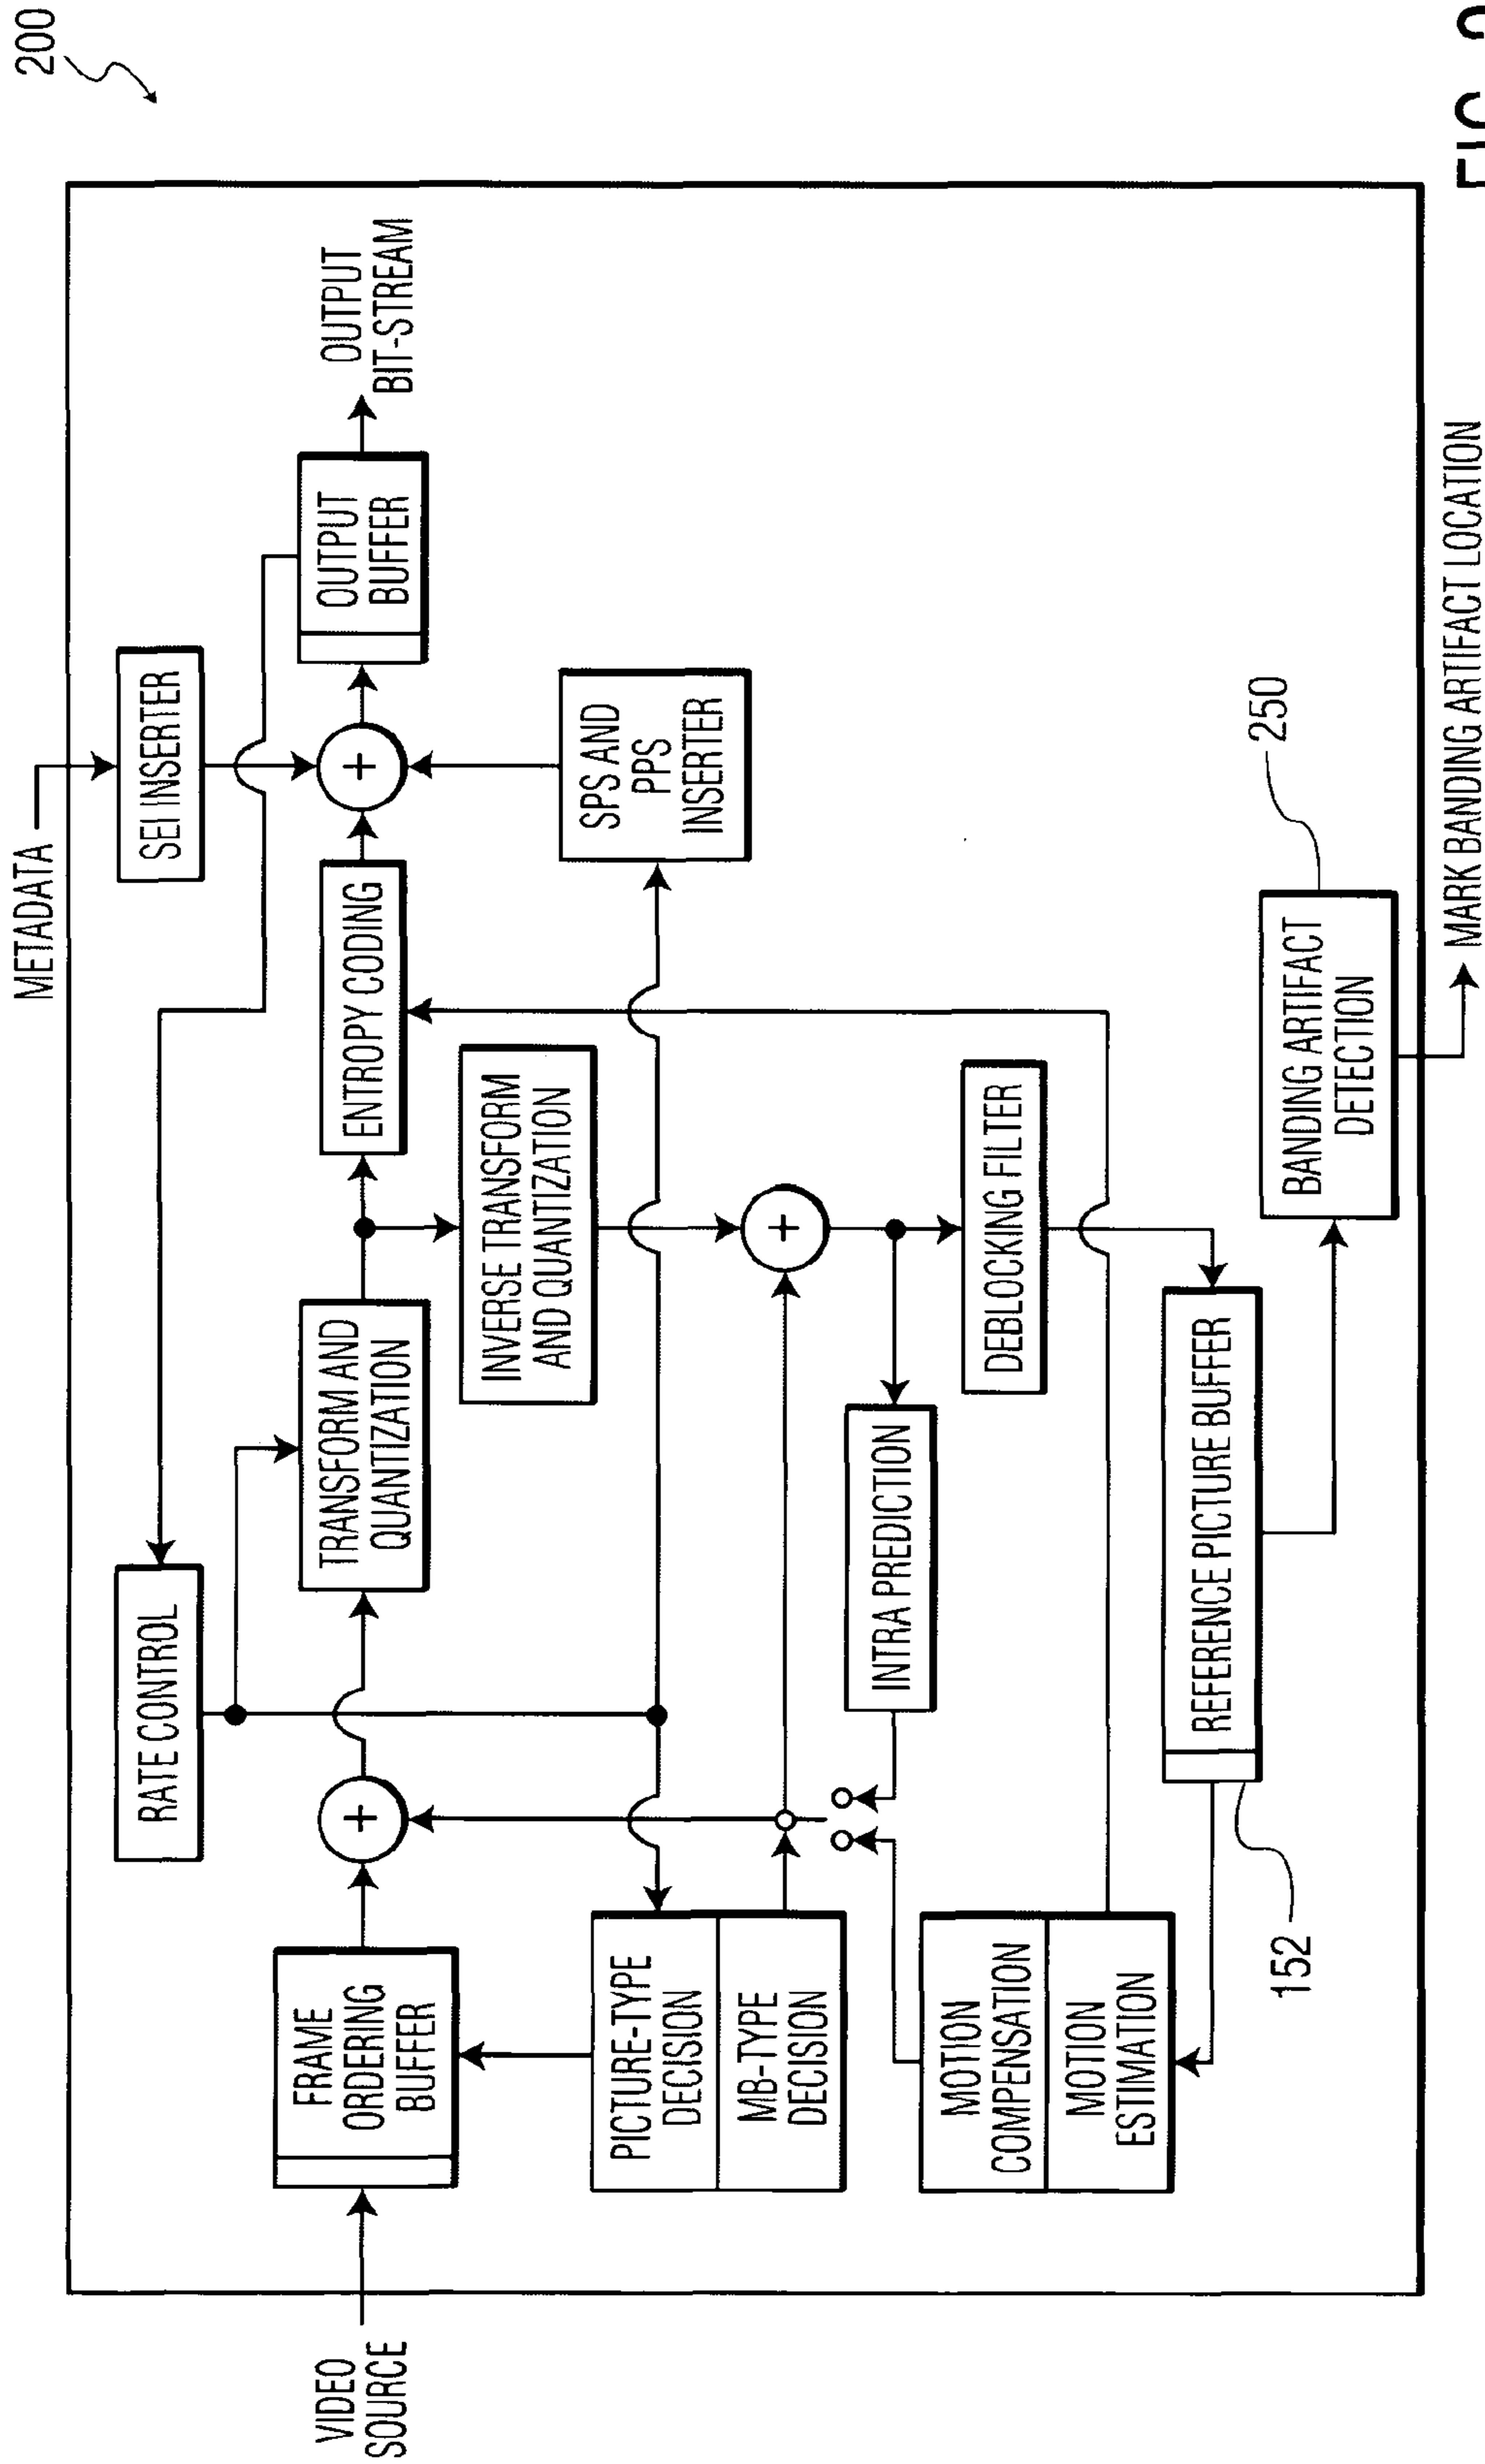 200
METADATA
SEI INSERTER
RATE CONTROL
VIDEO
SOURCE
FRAME
ORDERING
BUFFER
+
TRANSFORM AND
QUANTIZATION
ENTROPY CODING
+
OUTPUT
BUFFER
OUTPUT
BIT-STREAM
INVERSE TRANSFORM
AND QUANTIZATION
SPS AND
PPS
INSERTER
PICTURE-TYPE
DECISION
MB-TYPE
DECISION
+
INTRA PREDICTION
DEBLOCKING FILTER
MOTION
COMPENSATION
MOTION
ESTIMATION
REFERENCE PICTURE BUFFER
152
BANDING ARTIFACT
DETECTION
250
MARK BANDING ARTIFACT LOCATION